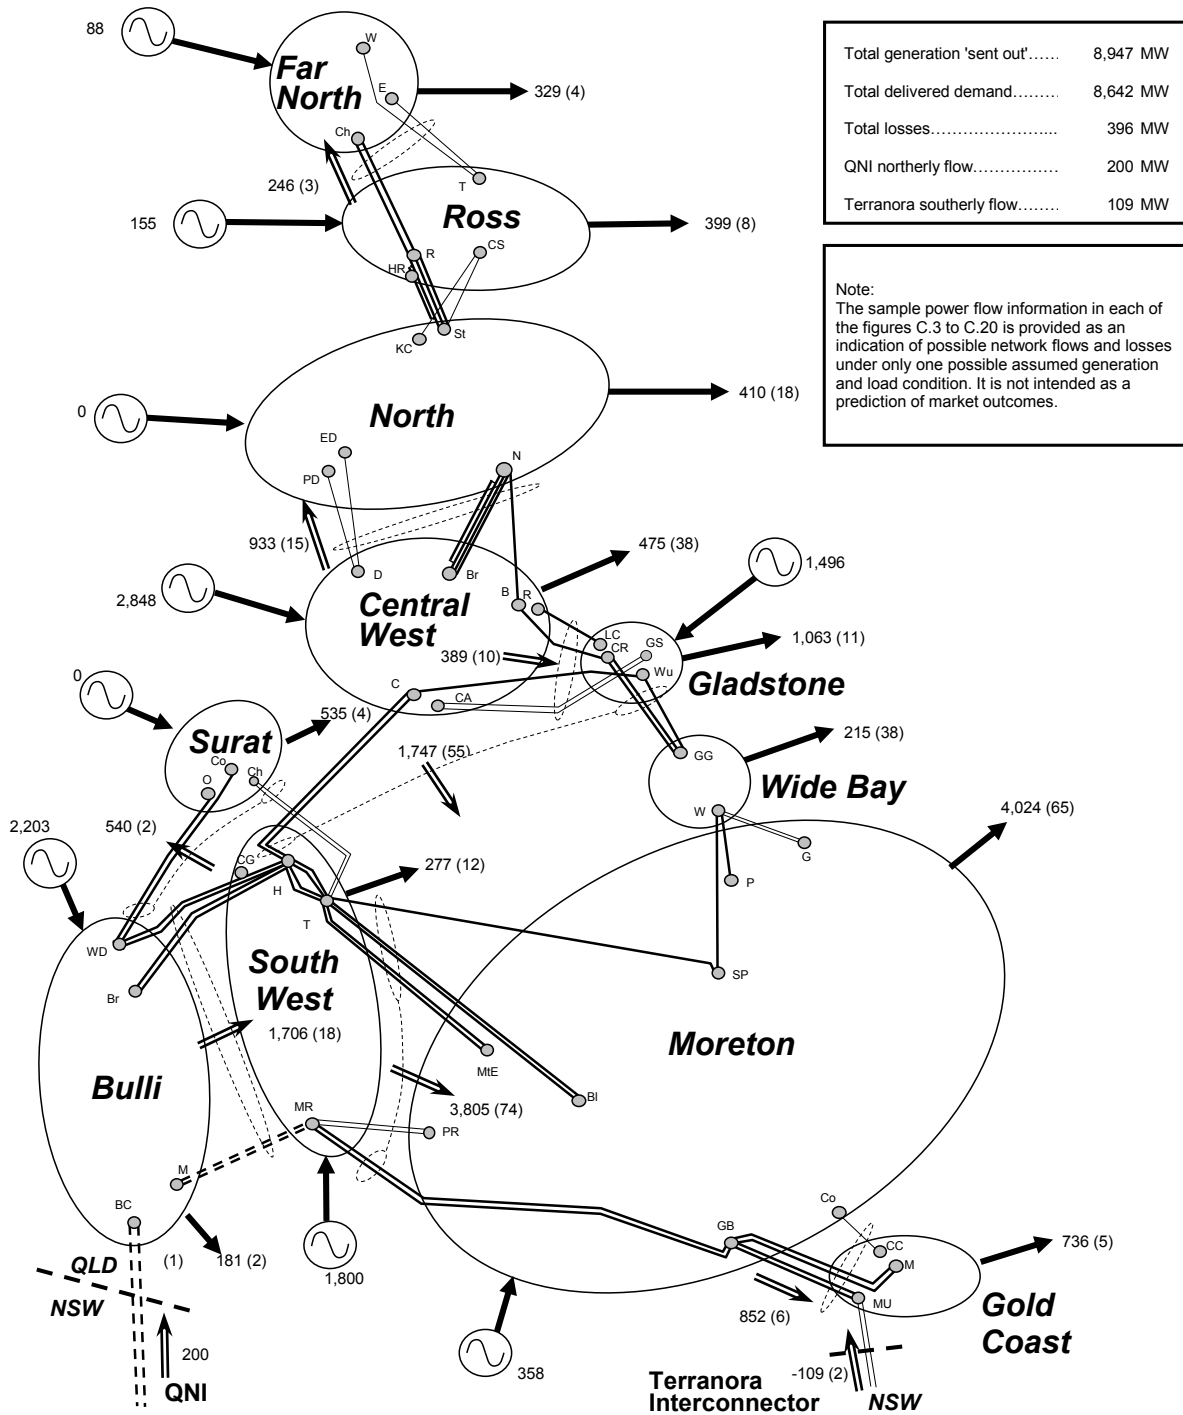 88
W
Far
North
E
329 (4)
Ch
246 (3)
T
155
Ross
399 (8)
R
CS
HR
St
KC
0
North
410 (18)
ED
PD
N
933 (15)
475 (38)
1,496
D
Br
2,848
Central
West
B
R
LC
CR
GS
1,063 (11)
389 (10)
Wu
Gladstone
C
CA
0
535 (4)
Surat
1,747 (55)
215 (38)
GG
Co
Ch
O
Wide Bay
W
4,024 (65)
2,203
540 (2)
G
CG
277 (12)
P
H
T
WD
South
West
SP
Br
1,706 (18)
Moreton
MtE
Bulli
BI
MR
3,805 (74)
PR
M
BC
Co
GB
CC
736 (5)
(1)
181 (2)
M
QLD
1,800
NSW
MU
Gold
Coast
852 (6)
200
358
-109 (2)
QNI
Terranora
Interconnector
NSW
Total generation 'sent out'...... 8,947 MW
Total delivered demand......... 8,642 MW
Total losses........................ 396 MW
QNI northerly flow................ 200 MW
Terranora southerly flow....... 109 MW
Note:
The sample power flow information in each of
the figures C.3 to C.20 is provided as an
indication of possible network flows and losses
under only one possible assumed generation
and load condition. It is not intended as a
prediction of market outcomes.